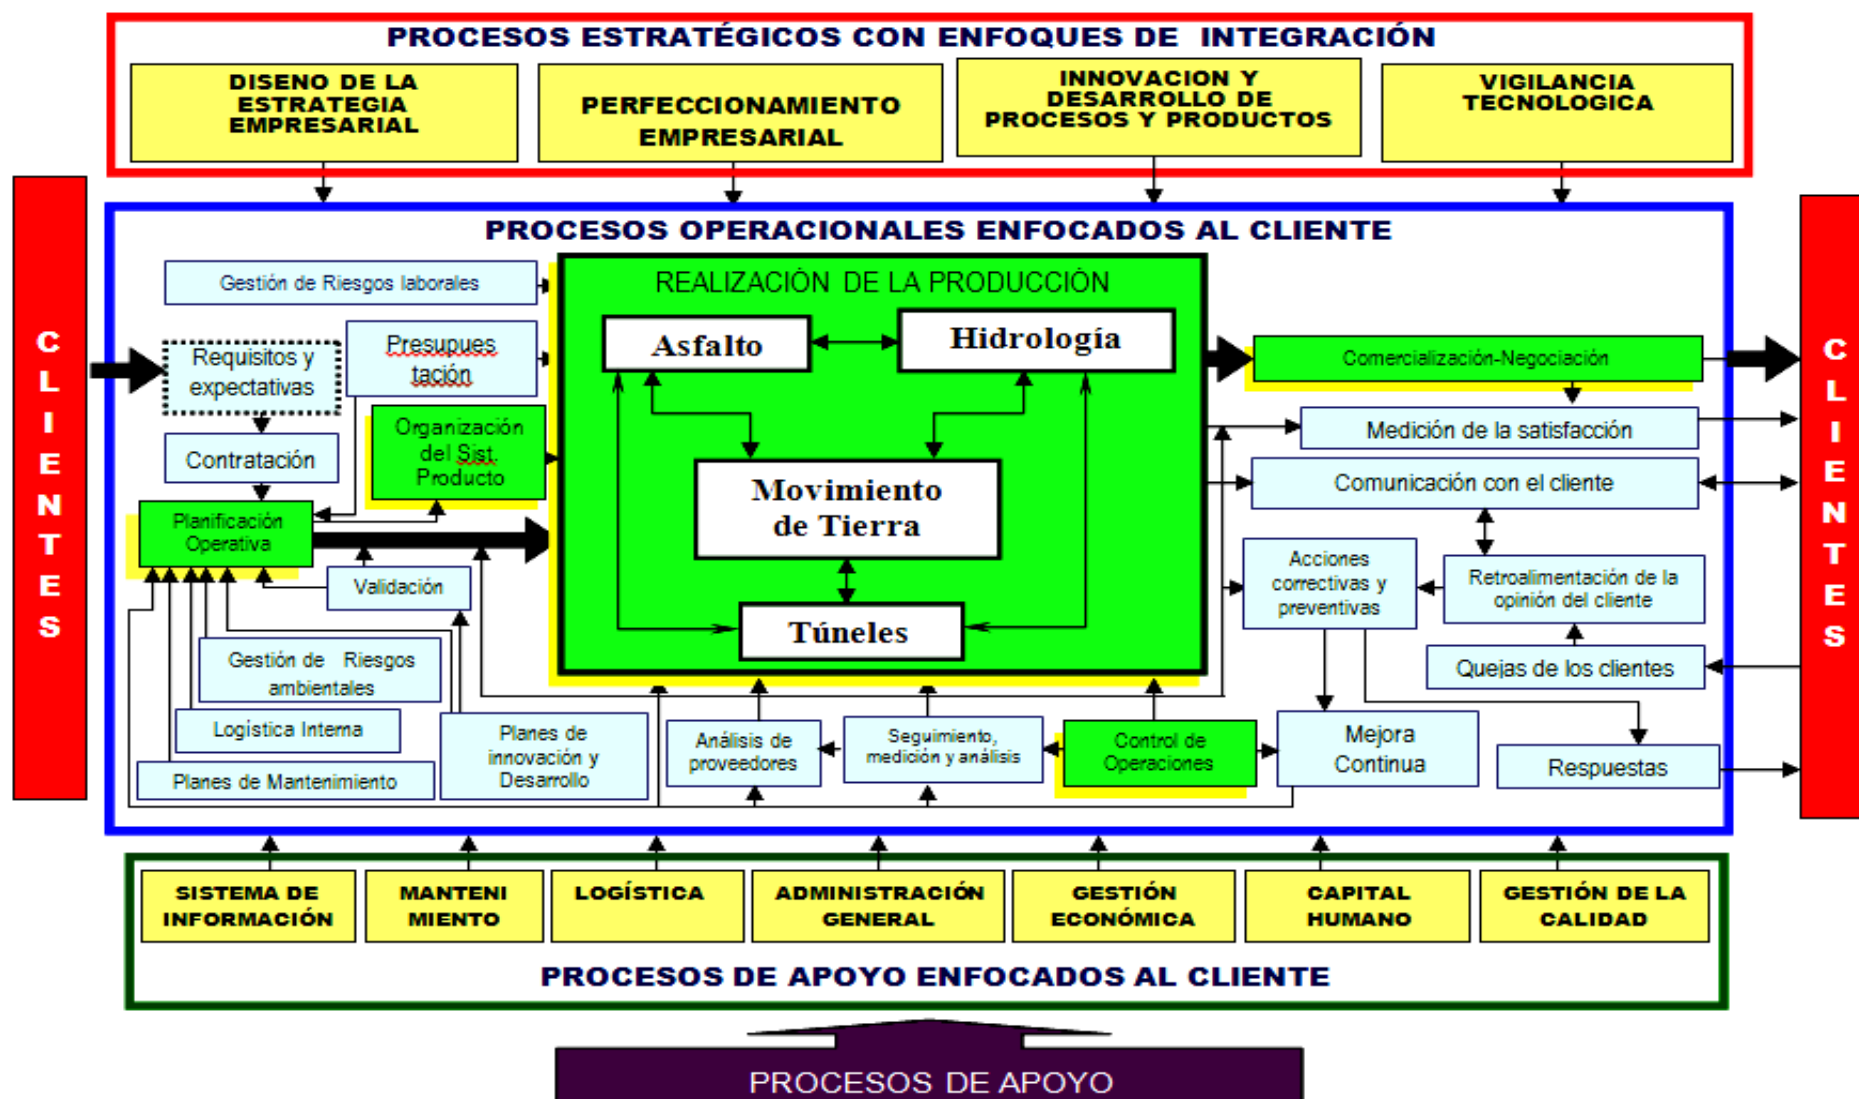 PROCESOS ESTRATÉGICOS CON ENFOQUES DE INTEGRACIÓN
DISENO DE LA
ESTRATEGIA
EMPRESARIAL
PERFECCIONAMIENTO
EMPRESARIAL
INNOVACION Y
DESARROLLO DE
PROCESOS Y PRODUCTOS
VIGILANCIA
TECNOLOGICA
CLIENTES
PROCESOS OPERACIONALES ENFOCADOS AL CLIENTE
Gestión de Riesgos laborales
Requisitos y
expectativas
Presupues
tación
Contratación
Organización
del Sist.
Producto
Planificación
Operativa
Validación
Gestión de Riesgos
ambientales
Logística Interna
Planes de Mantenimiento
Planes de
innovación y
Desarrollo
REALIZACIÓN DE LA PRODUCCIÓN
Asfalto
Hidrología
Movimiento
de Tierra
Túneles
Análisis de
proveedores
Seguimiento,
medición y análisis
Control de
Operaciones
Comercialización-Negociación
Medición de la satisfacción
Comunicación con el cliente
Acciones
correctivas y
preventivas
Retroalimentación de la
opinión del cliente
Quejas de los clientes
Mejora
Continua
Respuestas
CLIENTES
SISTEMA DE
INFORMACIÓN
MANTENI
MIENTO
LOGÍSTICA
ADMINISTRACIÓN
GENERAL
GESTIÓN
ECONÓMICA
CAPITAL
HUMANO
GESTIÓN DE LA
CALIDAD
PROCESOS DE APOYO ENFOCADOS AL CLIENTE
PROCESOS DE APOYO